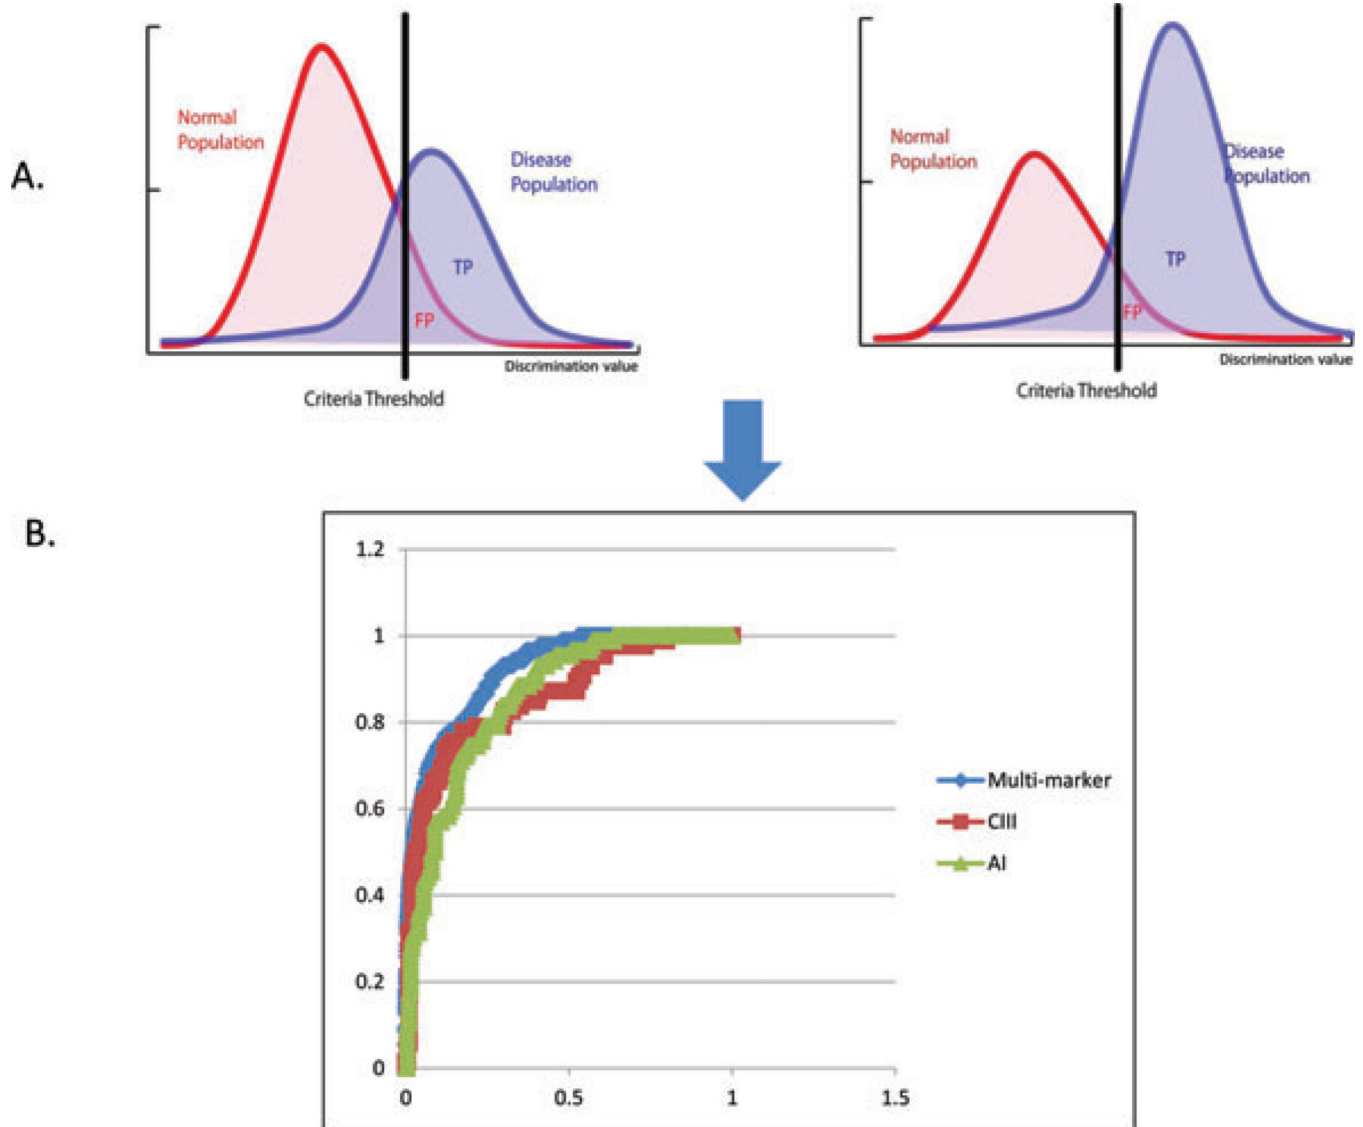 A.
Normal
Population
Disease
Population
TP
FP
Discrimination value
Criteria Threshold
Normal
Population
Disease
Population
TP
FP
Discrimination value
Criteria Threshold
B.
1.2
1
0.8
0.6
0.4
0.2
0
0
0.5
1
1.5
Multi-marker
CIII
AI